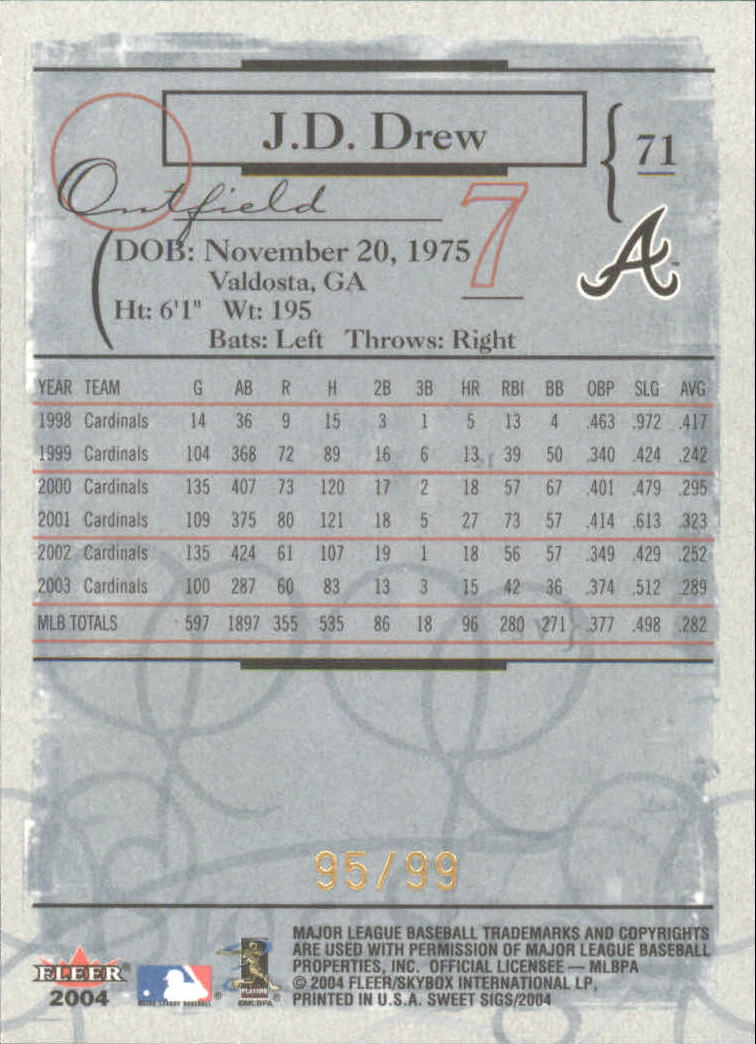 J.D. Drew
71
Outfield
7
DOB: November 20, 1975
Valdosta, GA
Ht: 6'1" Wt: 195
Bats: Left Throws: Right
A
YEAR TEAM G AB R H 2B 3B HR RBI BB OBP SLG AVG
1998 Cardinals 14 36 9 15 3 1 5 13 4 .463 .972 .417
1999 Cardinals 104 368 72 89 16 6 13 39 50 .340 .424 .242
2000 Cardinals 135 407 73 120 17 2 18 57 67 .401 .479 .295
2001 Cardinals 109 375 80 121 18 5 27 73 57 .414 .613 .323
2002 Cardinals 135 424 61 107 19 1 18 56 57 .349 .429 .252
2003 Cardinals 100 287 60 83 13 3 15 42 36 .374 .512 .289
MLB TOTALS 597 1897 355 535 86 18 96 280 271 .377 .498 .282
95/99
MAJOR LEAGUE BASEBALL TRADEMARKS AND COPYRIGHTS
ARE USED WITH PERMISSION OF MAJOR LEAGUE BASEBALL
PROPERTIES, INC. OFFICIAL LICENSEE — MLBPA
© 2004 FLEER/SKYBOX INTERNATIONAL LP,
PRINTED IN U.S.A. SWEET SIGS/2004
FLEER®
2004
MAJOR LEAGUE BASEBALL ®
PLAYERS
©MLBPA